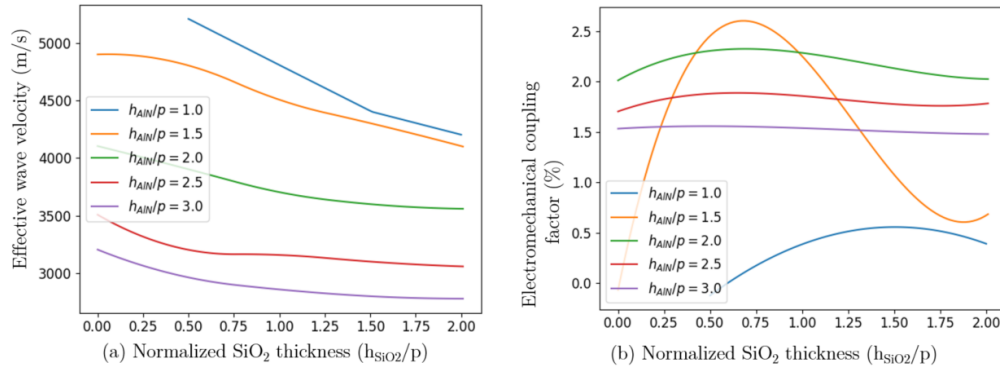 Effective wave velocity (m/s)
5000
4500
4000
3500
3000
h_AlN/p = 1.0
h_AlN/p = 1.5
h_AlN/p = 2.0
h_AlN/p = 2.5
h_AlN/p = 3.0
0.00 0.25 0.50 0.75 1.00 1.25 1.50 1.75 2.00
(a) Normalized SiO₂ thickness (h_SiO2/p)
Electromechanical coupling
factor (%)
2.5
2.0
1.5
1.0
0.5
0.0
h_AlN/p = 1.0
h_AlN/p = 1.5
h_AlN/p = 2.0
h_AlN/p = 2.5
h_AlN/p = 3.0
0.00 0.25 0.50 0.75 1.00 1.25 1.50 1.75 2.00
(b) Normalized SiO₂ thickness (h_SiO2/p)